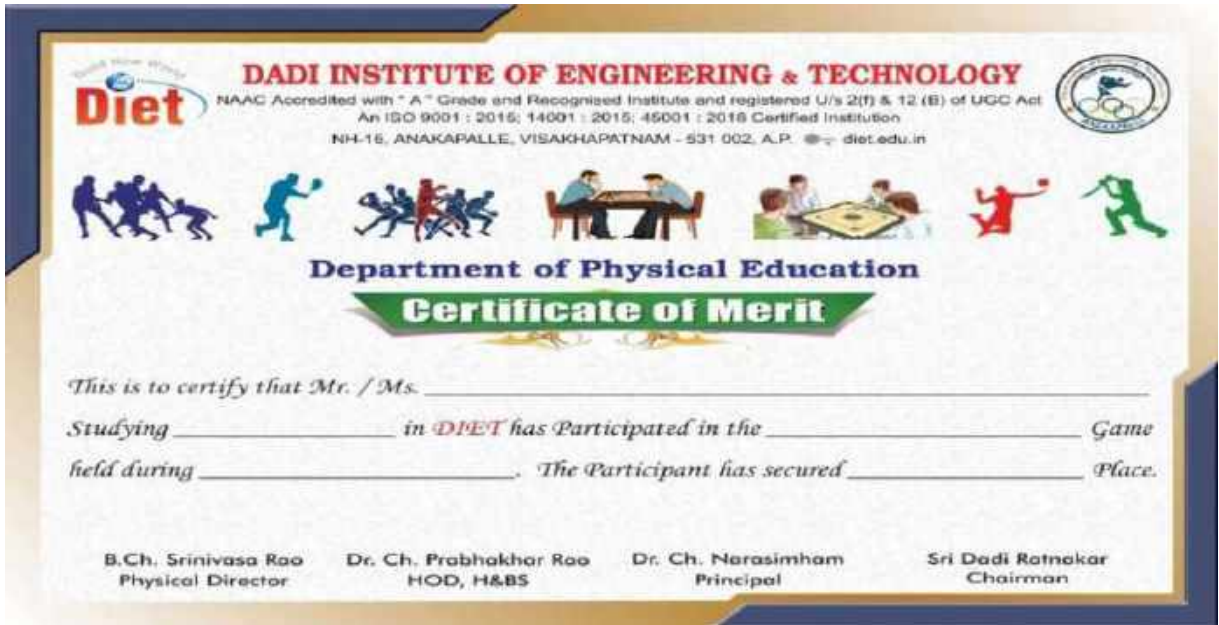 Build New World
Diet
DADI INSTITUTE OF ENGINEERING & TECHNOLOGY
NAAC Accredited with "A" Grade and Recognised Institute and registered U/s 2(f) & 12 (B) of UGC Act
An ISO 9001 : 2015; 14001 : 2015; 45001 : 2018 Certified Institution
NH-16, ANAKAPALLE, VISAKHAPATNAM - 531 002, A.P. diet.edu.in
Department of Physical Education
Certificate of Merit
This is to certify that Mr. / Ms.
Studying in DIET has Participated in the Game
held during . The Participant has secured Place.
B.Ch. Srinivasa Rao Dr. Ch. Prabhakhar Rao Dr. Ch. Narasimham Sri Dadi Ratnakar
Physical Director HOD, H&BS Principal Chairman